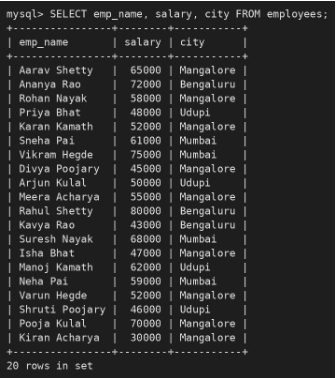 mysql> SELECT emp_name, salary, city FROM employees;
+----------------+--------+-----------+
| emp_name       | salary | city      |
+----------------+--------+-----------+
| Aarav Shetty   |  65000 | Mangalore |
| Ananya Rao     |  72000 | Bengaluru |
| Rohan Nayak    |  58000 | Mangalore |
| Priya Bhat     |  48000 | Udupi     |
| Karan Kamath   |  52000 | Mangalore |
| Sneha Pai      |  61000 | Mumbai    |
| Vikram Hegde   |  75000 | Mumbai    |
| Divya Poojary  |  45000 | Mangalore |
| Arjun Kulal    |  50000 | Udupi     |
| Meera Acharya  |  55000 | Mangalore |
| Rahul Shetty   |  80000 | Bengaluru |
| Kavya Rao      |  43000 | Bengaluru |
| Suresh Nayak   |  68000 | Mumbai    |
| Isha Bhat      |  47000 | Mangalore |
| Manoj Kamath   |  62000 | Udupi     |
| Neha Pai       |  59000 | Mumbai    |
| Varun Hegde    |  52000 | Mangalore |
| Shruti Poojary |  46000 | Udupi     |
| Pooja Kulal    |  70000 | Mangalore |
| Kiran Acharya  |  30000 | Mangalore |
+----------------+--------+-----------+
20 rows in set